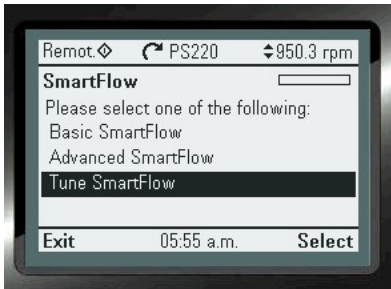 Remot. PS220 950.3 rpm
SmartFlow
Please select one of the following:
Basic SmartFlow
Advanced SmartFlow
Tune SmartFlow
Exit 05:55 a.m. Select